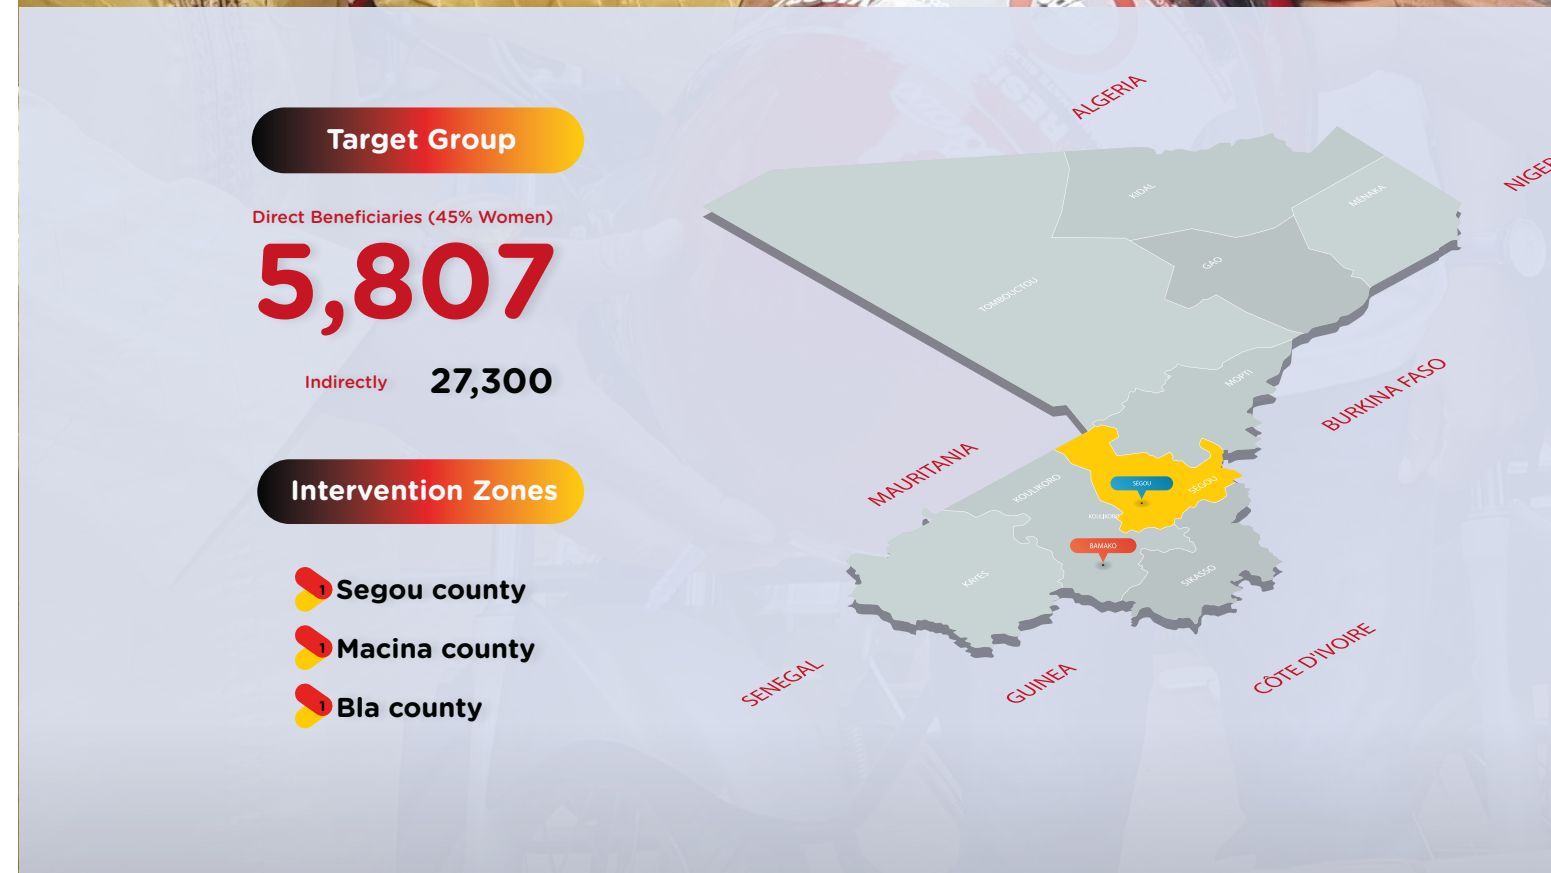 Target Group
Direct Beneficiaries (45% Women)
5,807
Indirectly 27,300
Intervention Zones
1 Segou county
1 Macina county
1 Bla county
ALGERIA
NIGER
KIDAL
MÉNAKA
GAO
TOMBOUCTOU
MOPTI
BURKINA FASO
MAURITANIA
KOULIKORO
SÉGOU
SÉGOU
KOULIKORO
BAMAKO
KAYES
SIKASSO
SENEGAL
GUINEA
CÔTE D'IVOIRE